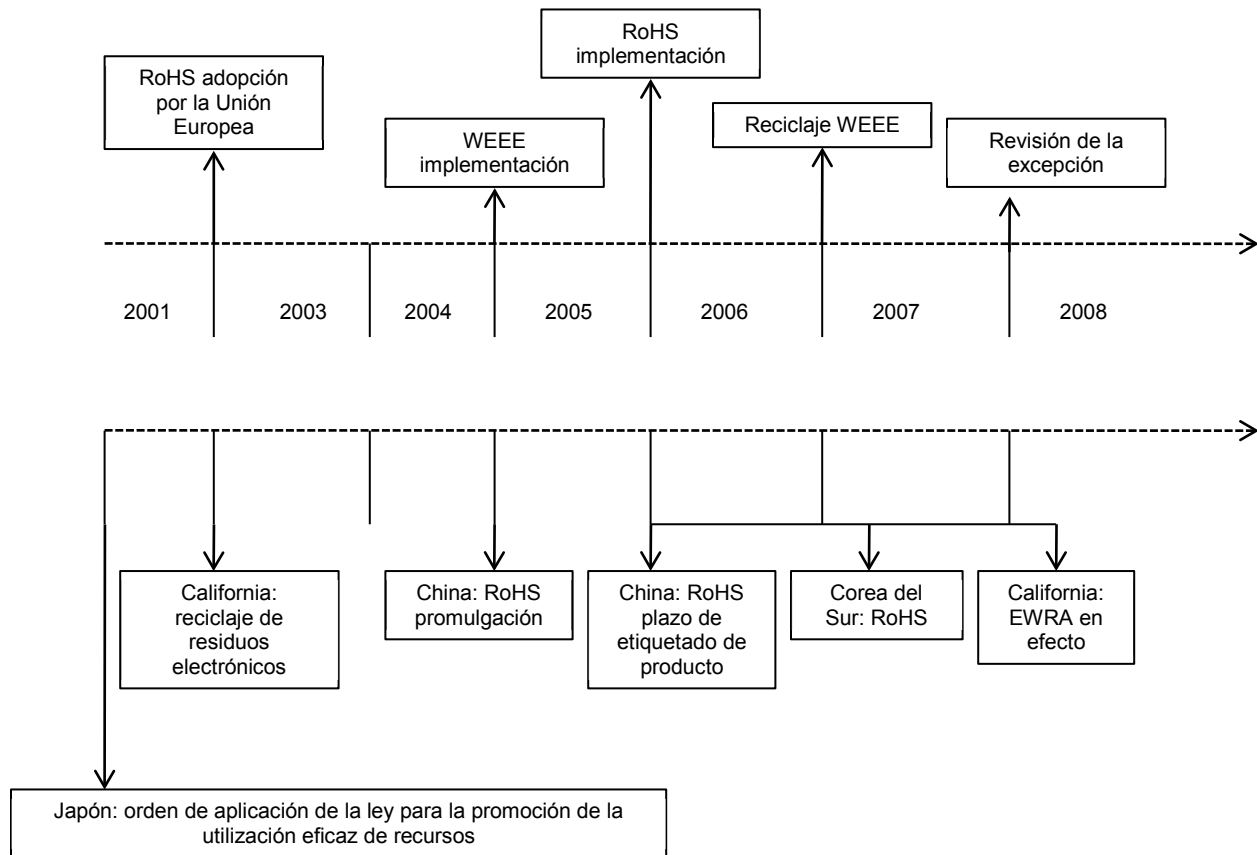 RoHS adopción
por la Unión
Europea
WEEE
implementación
RoHS
implementación
Reciclaje WEEE
Revisión de la
excepción
2001
2003
2004
2005
2006
2007
2008
California:
reciclaje de
residuos
electrónicos
China: RoHS
promulgación
China: RoHS
plazo de
etiquetado de
producto
Corea del
Sur: RoHS
California:
EWRA en
efecto
Japón: orden de aplicación de la ley para la promoción de la
utilización eficaz de recursos